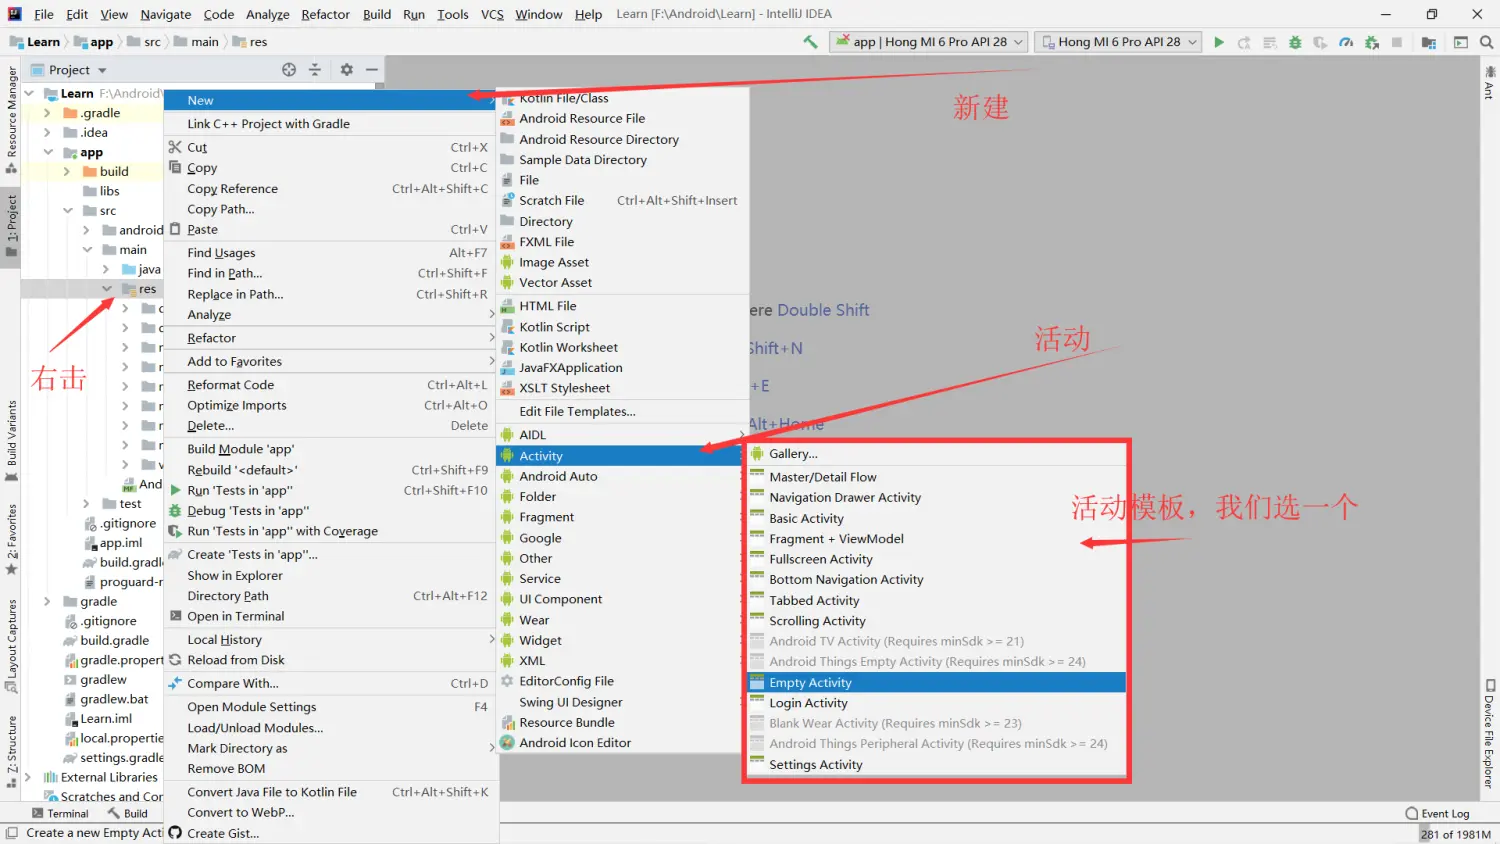 File Edit View Navigate Code Analyze Refactor Build Run Tools VCS Window Help Learn [F:\Android\Learn] - IntelliJ IDEA
Learn app src main res
app | Hong MI 6 Pro API 28 Hong MI 6 Pro API 28
Project
Resource Manager
1: Project
Build Variants
2: Favorites
Layout Captures
Z: Structure
Learn F:\Android\
.gradle
.idea
app
build
libs
src
android
main
java
res
And
test
.gitignore
app.iml
build.gradl
proguard-r
gradle
.gitignore
build.gradle
gradle.propert
gradlew
gradlew.bat
Learn.iml
local.propertie
settings.gradle
External Libraries
Scratches and Con
右击
New
Link C++ Project with Gradle
Cut Ctrl+X
Copy Ctrl+C
Copy Reference Ctrl+Alt+Shift+C
Copy Path...
Paste Ctrl+V
Find Usages Alt+F7
Find in Path... Ctrl+Shift+F
Replace in Path... Ctrl+Shift+R
Analyze
Refactor
Add to Favorites
Reformat Code Ctrl+Alt+L
Optimize Imports Ctrl+Alt+O
Delete... Delete
Build Module 'app'
Rebuild '<default>' Ctrl+Shift+F9
Run 'Tests in 'app'' Ctrl+Shift+F10
Debug 'Tests in 'app''
Run 'Tests in 'app'' with Coverage
Create 'Tests in 'app''...
Show in Explorer
Directory Path Ctrl+Alt+F12
Open in Terminal
Local History
Reload from Disk
Compare With... Ctrl+D
Open Module Settings F4
Load/Unload Modules...
Mark Directory as
Remove BOM
Convert Java File to Kotlin File Ctrl+Alt+Shift+K
Convert to WebP...
Create Gist...
Kotlin File/Class
Android Resource File
Android Resource Directory
Sample Data Directory
File
Scratch File Ctrl+Alt+Shift+Insert
Directory
FXML File
Image Asset
Vector Asset
HTML File
Kotlin Script
Kotlin Worksheet
JavaFXApplication
XSLT Stylesheet
Edit File Templates...
AIDL
Activity
Android Auto
Folder
Fragment
Google
Other
Service
UI Component
Wear
Widget
XML
EditorConfig File
Swing UI Designer
Resource Bundle
Android Icon Editor
新建
ere Double Shift
Shift+N
+E
Alt+Home
活动
Gallery...
Master/Detail Flow
Navigation Drawer Activity
Basic Activity
Fragment + ViewModel
Fullscreen Activity
Bottom Navigation Activity
Tabbed Activity
Scrolling Activity
Android TV Activity (Requires minSdk >= 21)
Android Things Empty Activity (Requires minSdk >= 24)
Empty Activity
Login Activity
Blank Wear Activity (Requires minSdk >= 23)
Android Things Peripheral Activity (Requires minSdk >= 24)
Settings Activity
活动模板，我们选一个
Ant
Device File Explorer
Terminal Build Event Log
Create a new Empty Acti 281 of 1981M